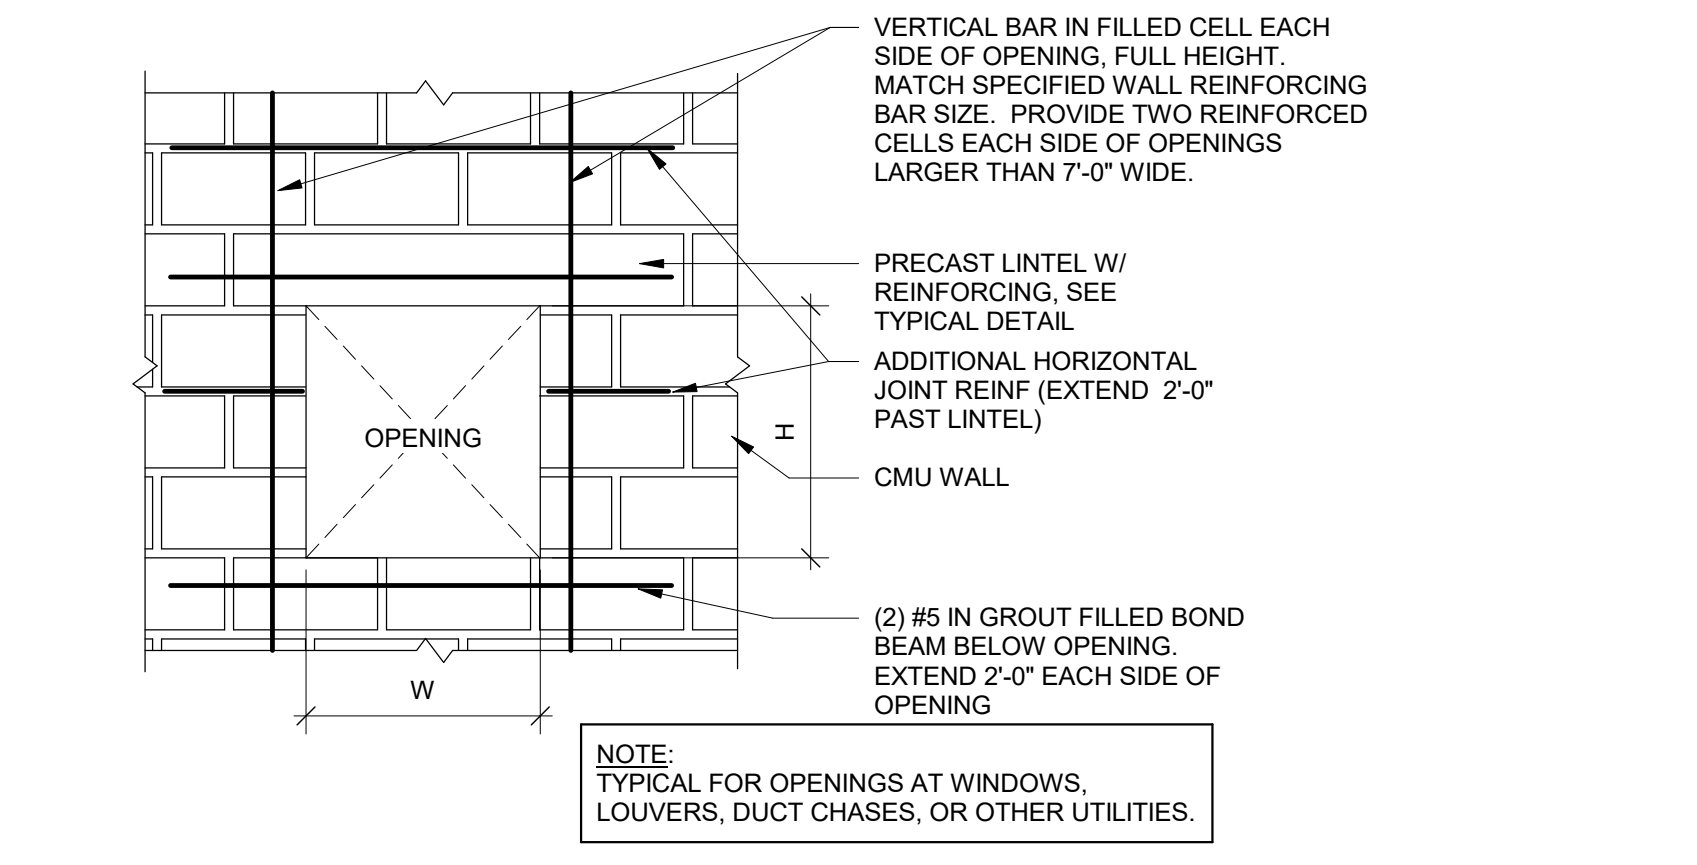 VERTICAL BAR IN FILLED CELL EACH
SIDE OF OPENING, FULL HEIGHT.
MATCH SPECIFIED WALL REINFORCING
BAR SIZE.  PROVIDE TWO REINFORCED
CELLS EACH SIDE OF OPENINGS
LARGER THAN 7'-0" WIDE.
PRECAST LINTEL W/
REINFORCING, SEE
TYPICAL DETAIL
ADDITIONAL HORIZONTAL
JOINT REINF (EXTEND  2'-0"
PAST LINTEL)
OPENING
H
CMU WALL
(2) #5 IN GROUT FILLED BOND
BEAM BELOW OPENING.
EXTEND 2'-0" EACH SIDE OF
OPENING
W
NOTE:
TYPICAL FOR OPENINGS AT WINDOWS,
LOUVERS, DUCT CHASES, OR OTHER UTILITIES.